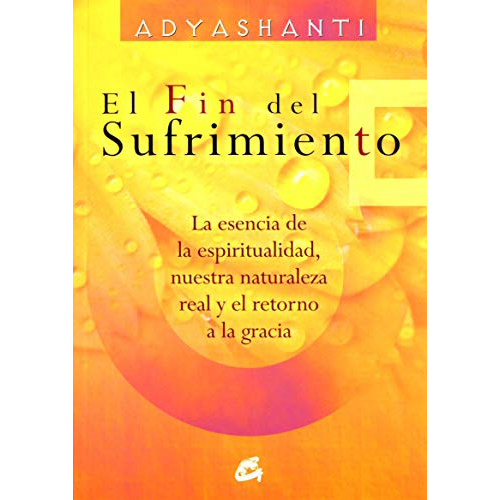 ADYASHANTI
El Fin del
Sufrimiento
La esencia de
la espiritualidad,
nuestra naturaleza
real y el retorno
a la gracia